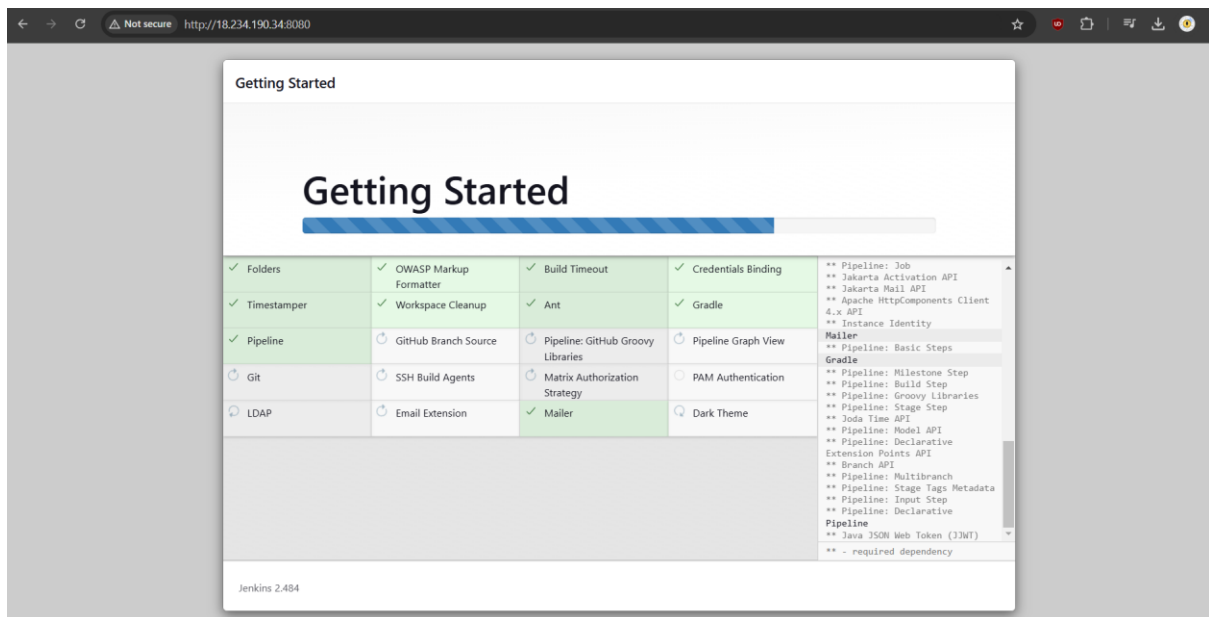 Not secure
http://18.234.190.34:8080
Getting Started
Getting Started
Folders
OWASP Markup
Formatter
Build Timeout
Credentials Binding
Timestamper
Workspace Cleanup
Ant
Gradle
Pipeline
GitHub Branch Source
Pipeline: GitHub Groovy
Libraries
Pipeline Graph View
Git
SSH Build Agents
Matrix Authorization
Strategy
PAM Authentication
LDAP
Email Extension
Mailer
Dark Theme
** Pipeline: Job
** Jakarta Activation API
** Jakarta Mail API
** Apache HttpComponents Client
4.x API
** Instance Identity
Mailer
** Pipeline: Basic Steps
Gradle
** Pipeline: Milestone Step
** Pipeline: Build Step
** Pipeline: Groovy Libraries
** Pipeline: Stage Step
** Joda Time API
** Pipeline: Model API
** Pipeline: Declarative
Extension Points API
** Branch API
** Pipeline: Multibranch
** Pipeline: Stage Tags Metadata
** Pipeline: Input Step
** Pipeline: Declarative
Pipeline
** Java JSON Web Token (JJWT)
** - required dependency
Jenkins 2.484